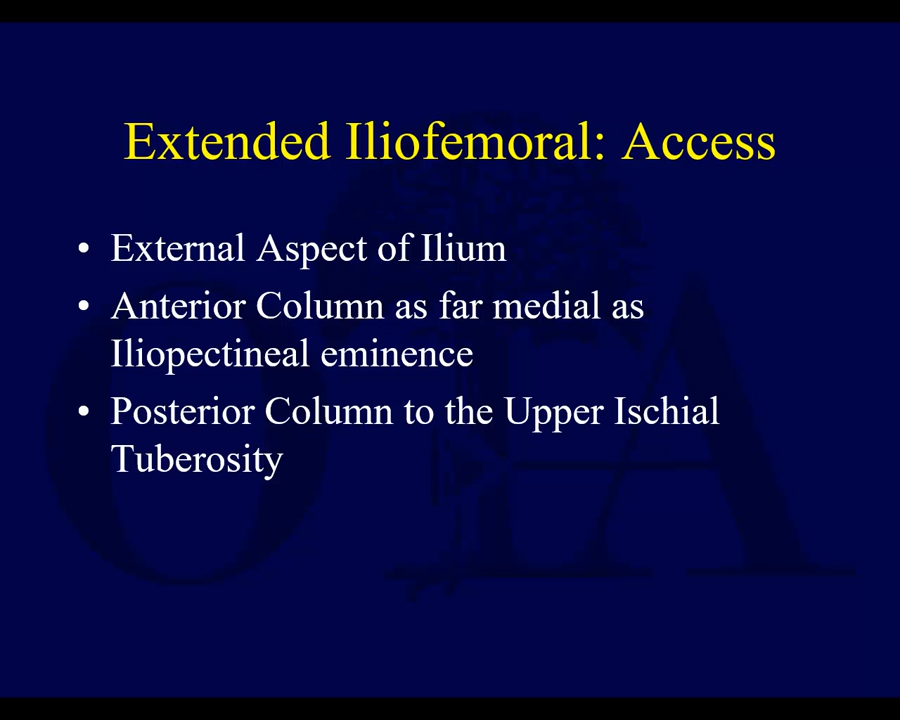 Extended Iliofemoral: Access
• External Aspect of Ilium
• Anterior Column as far medial as
Iliopectineal eminence
• Posterior Column to the Upper Ischial
Tuberosity
OTA